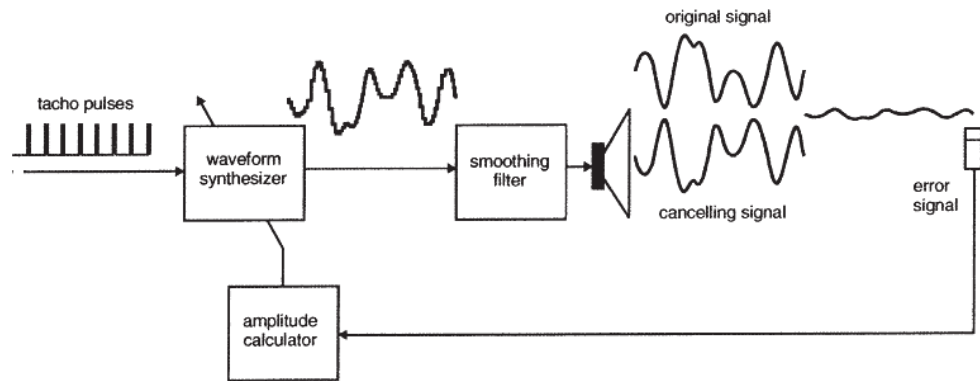 original signal
tacho pulses
waveform
synthesizer
smoothing
filter
cancelling signal
error
signal
amplitude
calculator